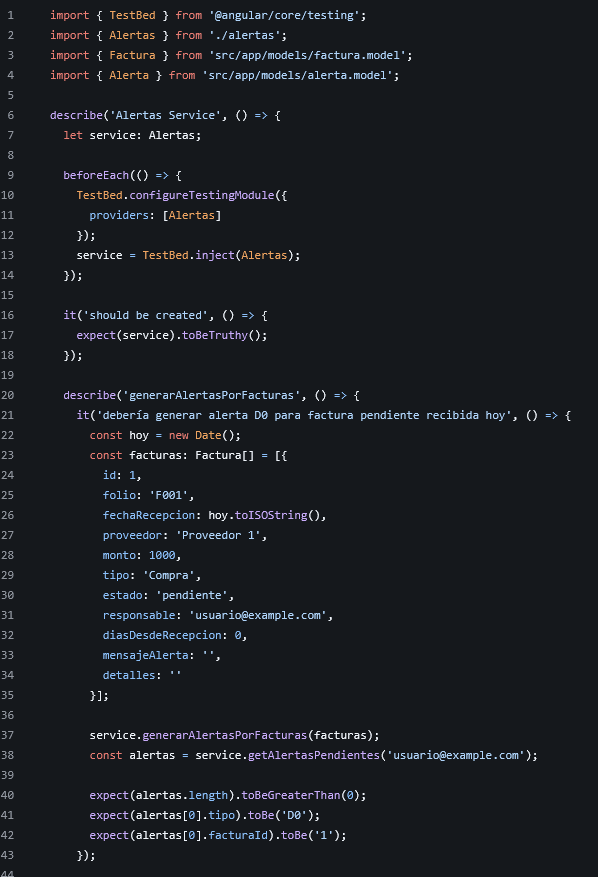 1 import { TestBed } from '@angular/core/testing';
2 import { Alertas } from './alertas';
3 import { Factura } from 'src/app/models/factura.model';
4 import { Alerta } from 'src/app/models/alerta.model';
5
6 describe('Alertas Service', () => {
7   let service: Alertas;
8
9   beforeEach(() => {
10     TestBed.configureTestingModule({
11       providers: [Alertas]
12     });
13     service = TestBed.inject(Alertas);
14   });
15
16   it('should be created', () => {
17     expect(service).toBeTruthy();
18   });
19
20   describe('generarAlertasPorFacturas', () => {
21     it('debería generar alerta D0 para factura pendiente recibida hoy', () => {
22       const hoy = new Date();
23       const facturas: Factura[] = [{
24         id: 1,
25         folio: 'F001',
26         fechaRecepcion: hoy.toISOString(),
27         proveedor: 'Proveedor 1',
28         monto: 1000,
29         tipo: 'Compra',
30         estado: 'pendiente',
31         responsable: 'usuario@example.com',
32         diasDesdeRecepcion: 0,
33         mensajeAlerta: '',
34         detalles: ''
35       }];
36
37       service.generarAlertasPorFacturas(facturas);
38       const alertas = service.getAlertasPendientes('usuario@example.com');
39
40       expect(alertas.length).toBeGreaterThan(0);
41       expect(alertas[0].tipo).toBe('D0');
42       expect(alertas[0].facturaId).toBe('1');
43     });
44